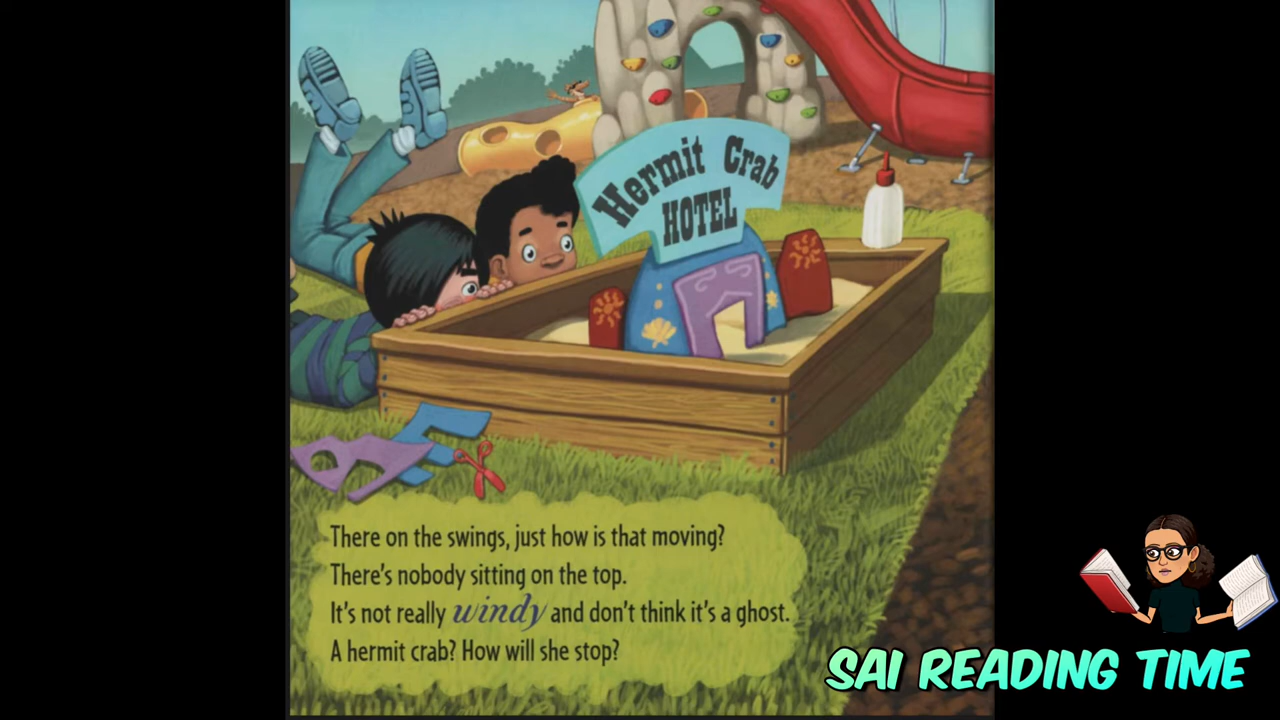 Hermit Crab
HOTEL
There on the swings, just how is that moving?
There's nobody sitting on the top.
It's not really windy and don't think it's a ghost.
A hermit crab? How will she stop?
SAI READING TIME